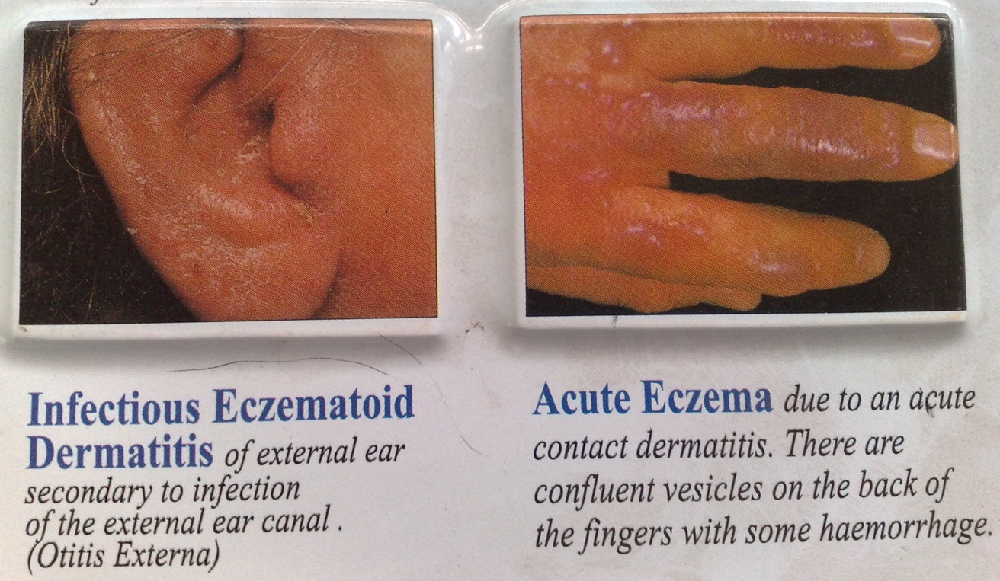 Infectious Eczematoid
Dermatitis of external ear
secondary to infection
of the external ear canal .
(Otitis Externa)
Acute Eczema due to an acute
contact dermatitis. There are
confluent vesicles on the back of
the fingers with some haemorrhage.